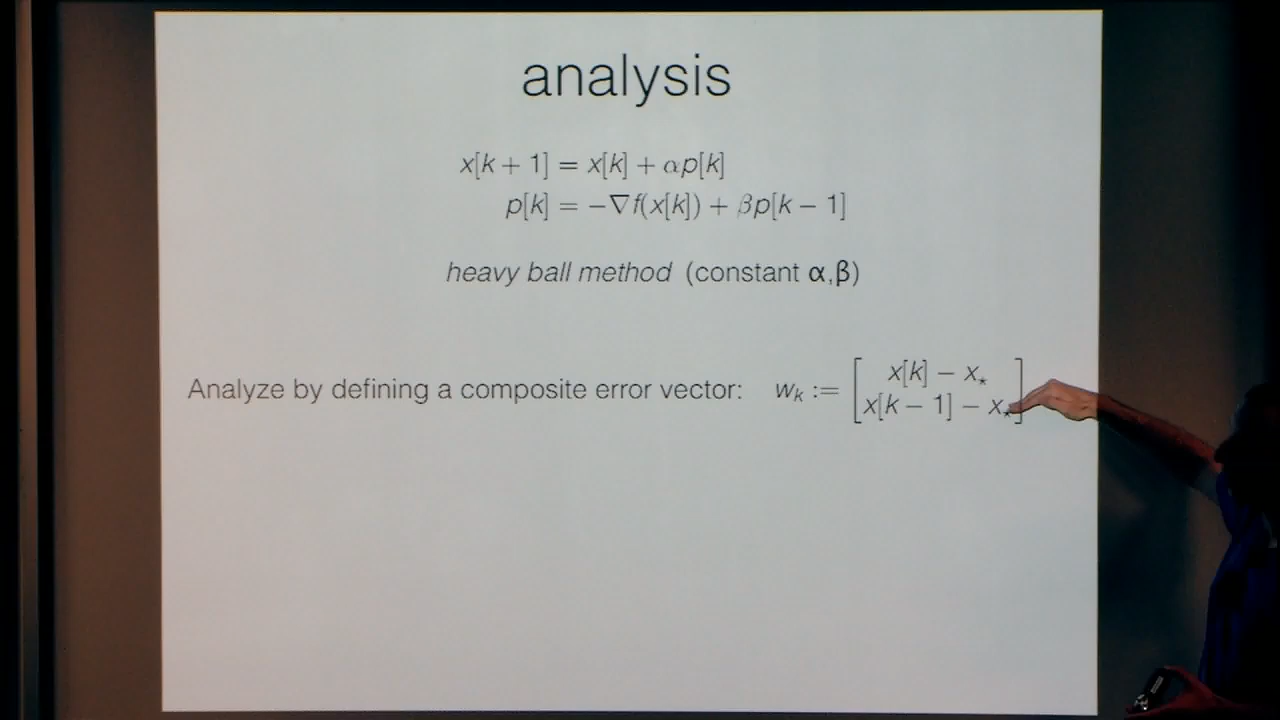 analysis
x[k + 1] = x[k] + αp[k]
p[k] = −∇f(x[k]) + βp[k − 1]
heavy ball method (constant α,β)
Analyze by defining a composite error vector: wₖ := [ x[k] − x⋆
x[k − 1] − x⋆ ]